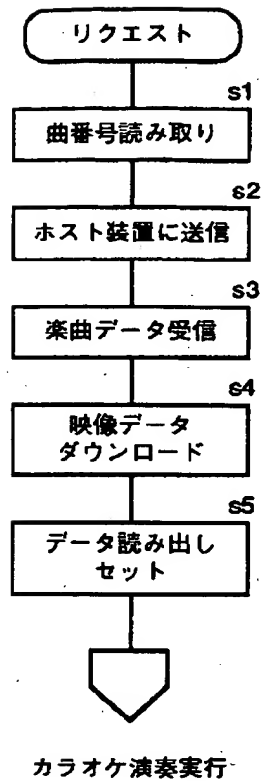 リクエスト
s1
曲番号読み取り
s2
ホスト装置に送信
s3
楽曲データ受信
s4
映像データ
ダウンロード
s5
データ読み出し
セット
カラオケ演奏実行